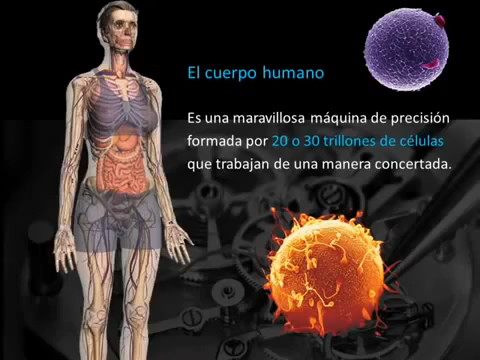 El cuerpo humano
Es una maravillosa máquina de precisión
formada por 20 o 30 trillones de células
que trabajan de una manera concertada.